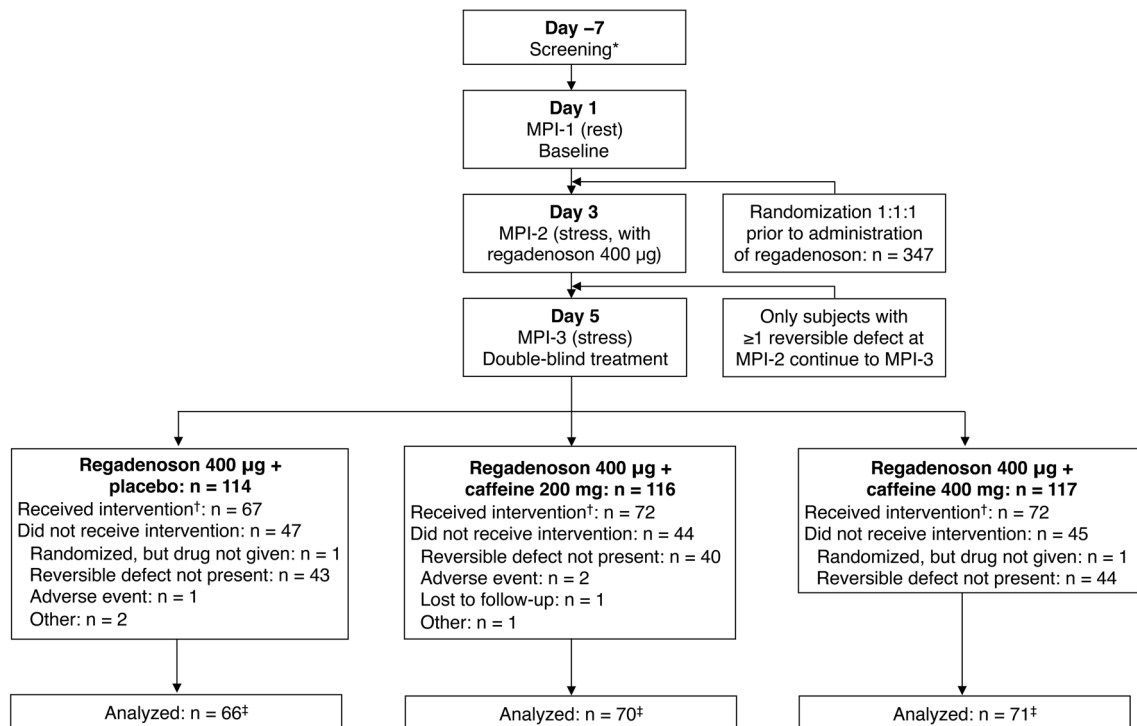 Day –7
Screening*
Day 1
MPI-1 (rest)
Baseline
Randomization 1:1:1
prior to administration
of regadenoson: n = 347
Day 3
MPI-2 (stress, with
regadenoson 400 µg)
Only subjects with
≥1 reversible defect at
MPI-2 continue to MPI-3
Day 5
MPI-3 (stress)
Double-blind treatment
Regadenoson 400 µg +
placebo: n = 114
Received intervention†: n = 67
Did not receive intervention: n = 47
Randomized, but drug not given: n = 1
Reversible defect not present: n = 43
Adverse event: n = 1
Other: n = 2
Regadenoson 400 µg +
caffeine 200 mg: n = 116
Received intervention†: n = 72
Did not receive intervention: n = 44
Reversible defect not present: n = 40
Adverse event: n = 2
Lost to follow-up: n = 1
Other: n = 1
Regadenoson 400 µg +
caffeine 400 mg: n = 117
Received intervention†: n = 72
Did not receive intervention: n = 45
Randomized, but drug not given: n = 1
Reversible defect not present: n = 44
Analyzed: n = 66‡
Analyzed: n = 70‡
Analyzed: n = 71‡